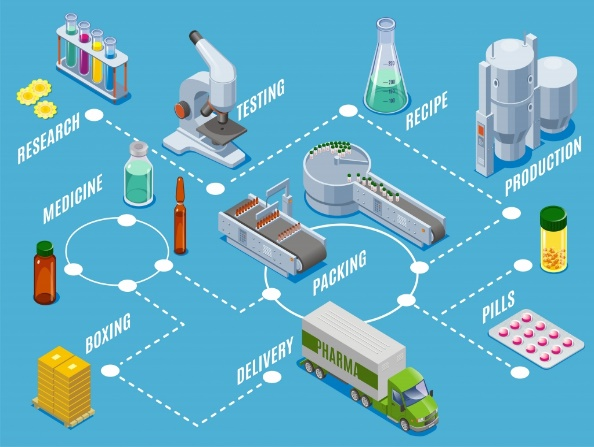 RESEARCH
TESTING
RECIPE
PRODUCTION
MEDICINE
PACKING
PILLS
BOXING
DELIVERY
PHARMA